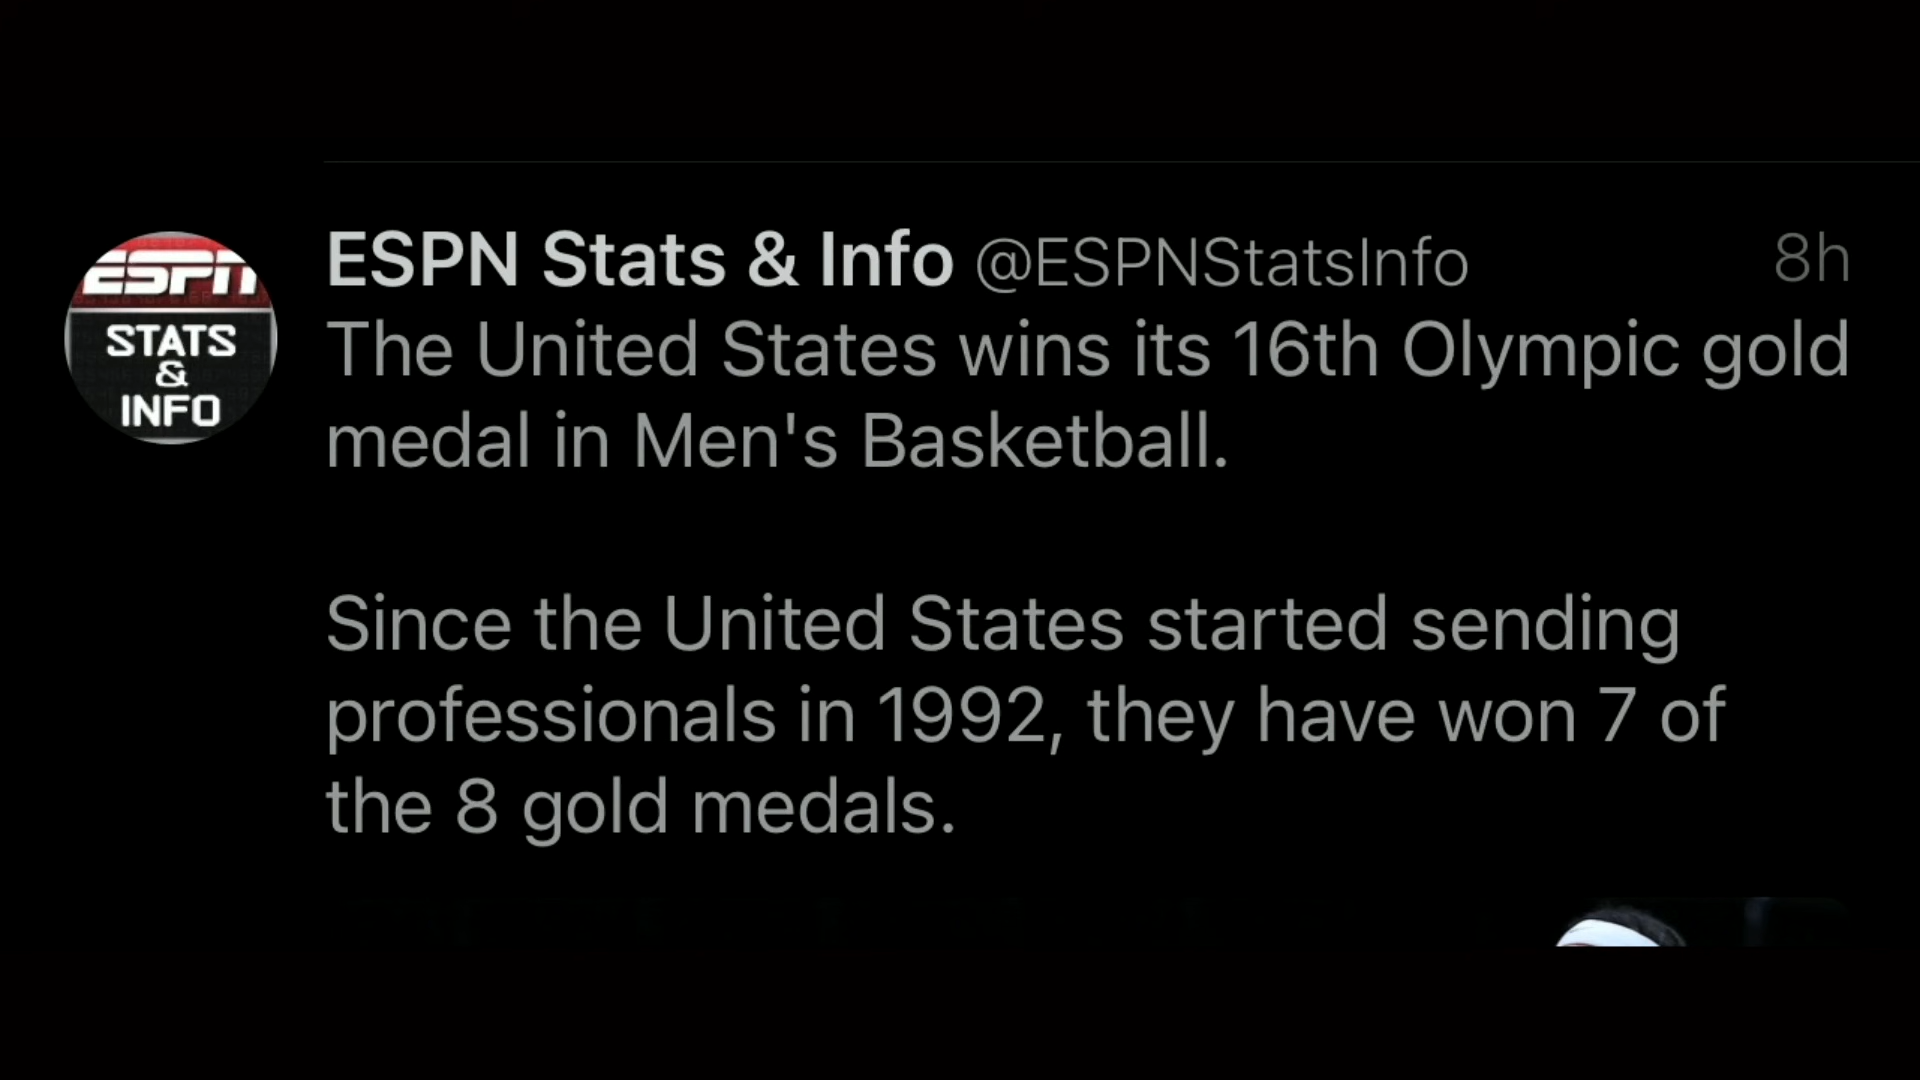 ESPN
STATS
&
INFO
ESPN Stats & Info @ESPNStatsInfo 8h
The United States wins its 16th Olympic gold
medal in Men's Basketball.
Since the United States started sending
professionals in 1992, they have won 7 of
the 8 gold medals.